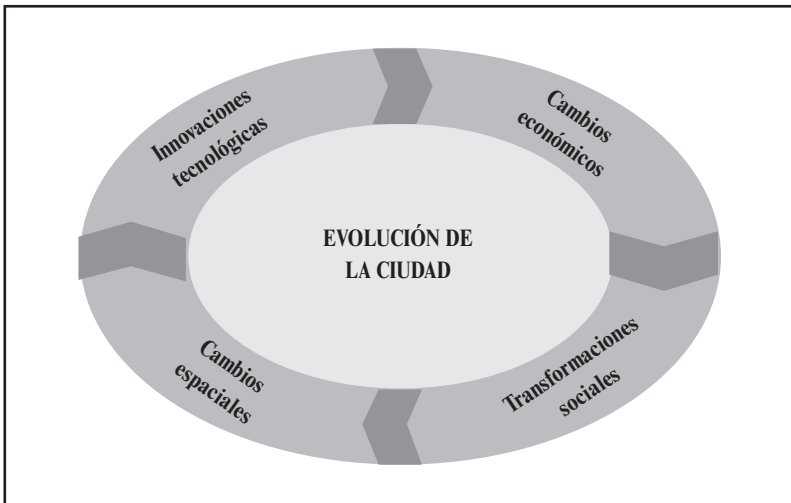 Innovaciones
tecnológicas
Cambios
económicos
EVOLUCIÓN DE
LA CIUDAD
Cambios
espaciales
Transformaciones
sociales